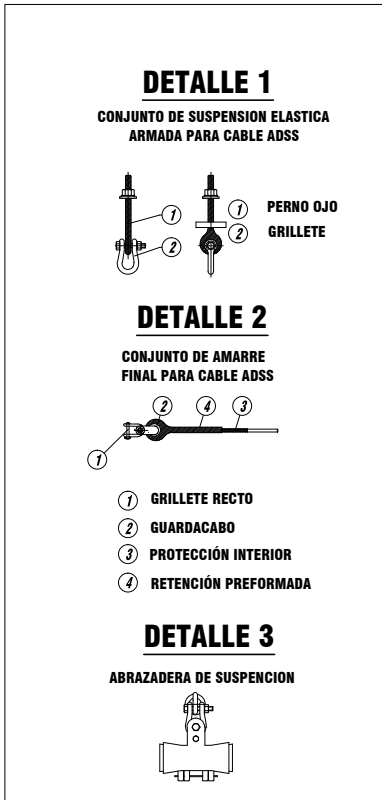 DETALLE 1
CONJUNTO DE SUSPENSION ELASTICA
ARMADA PARA CABLE ADSS
1
2
1 PERNO OJO
2 GRILLETE
DETALLE 2
CONJUNTO DE AMARRE
FINAL PARA CABLE ADSS
2 4 3
1
1 GRILLETE RECTO
2 GUARDACABO
3 PROTECCIÓN INTERIOR
4 RETENCIÓN PREFORMADA
DETALLE 3
ABRAZADERA DE SUSPENCION